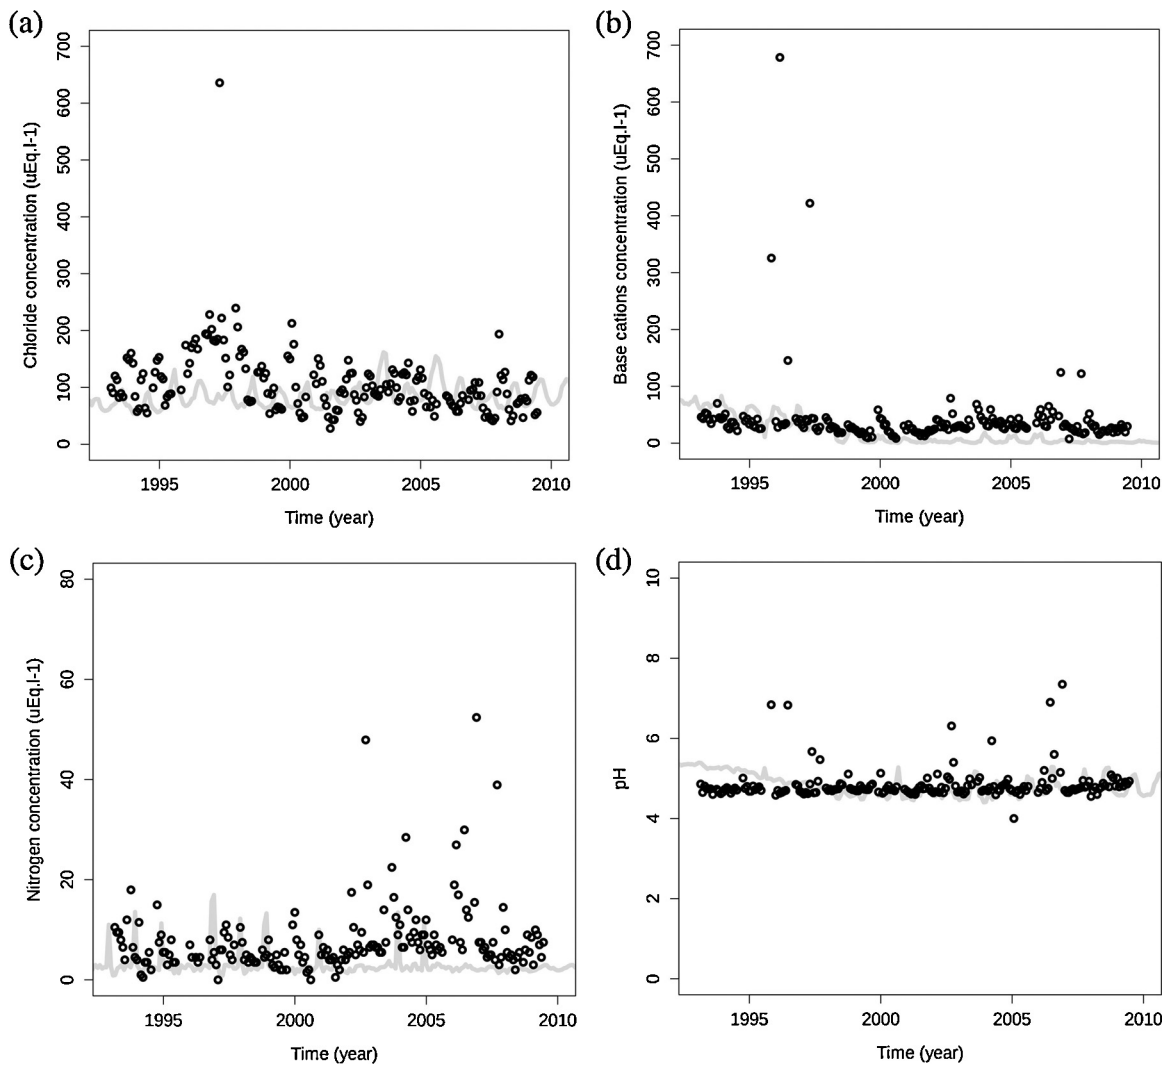 (a)
Chloride concentration (uEq.l-1)
0 100 200 300 400 500 600 700
1995 2000 2005 2010
Time (year)
(b)
Base cations concentration (uEq.l-1)
0 100 200 300 400 500 600 700
1995 2000 2005 2010
Time (year)
(c)
Nitrogen concentration (uEq.l-1)
0 20 40 60 80
1995 2000 2005 2010
Time (year)
(d)
pH
0 2 4 6 8 10
1995 2000 2005 2010
Time (year)